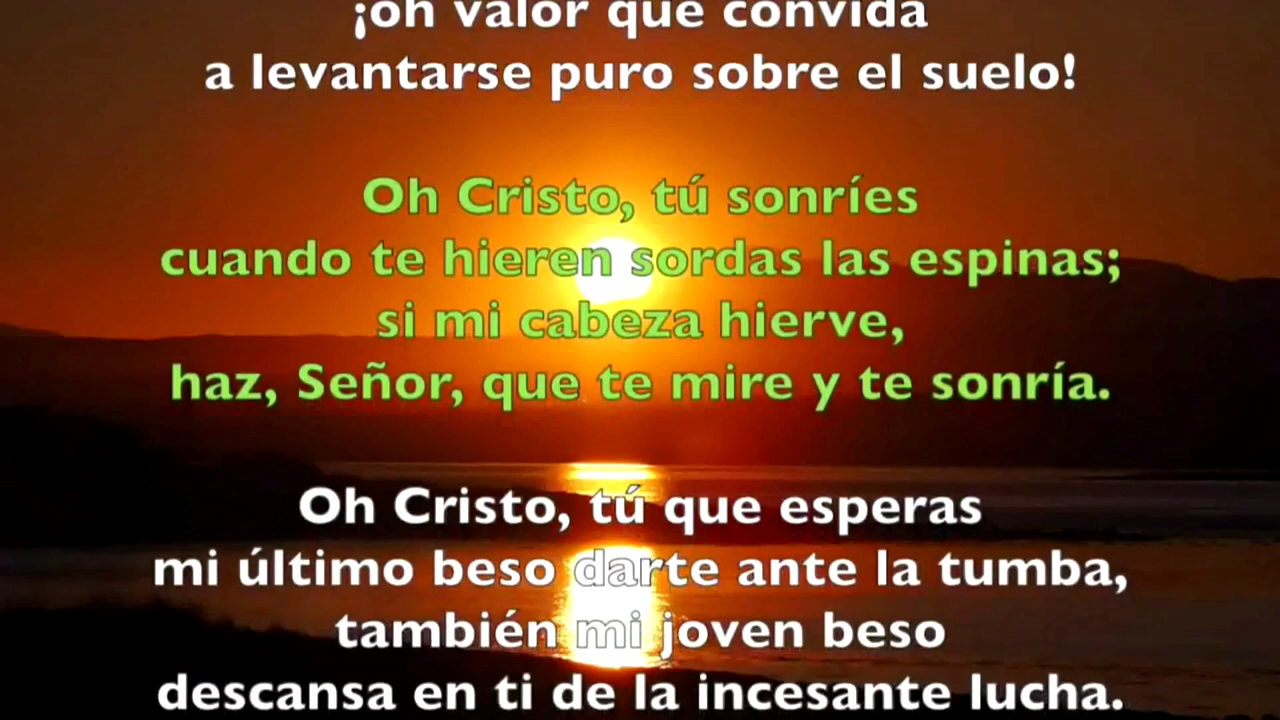 ¡oh valor que convida
a levantarse puro sobre el suelo!
Oh Cristo, tú sonríes
cuando te hieren sordas las espinas;
si mi cabeza hierve,
haz, Señor, que te mire y te sonría.
Oh Cristo, tú que esperas
mi último beso darte ante la tumba,
también mi joven beso
descansa en ti de la incesante lucha.